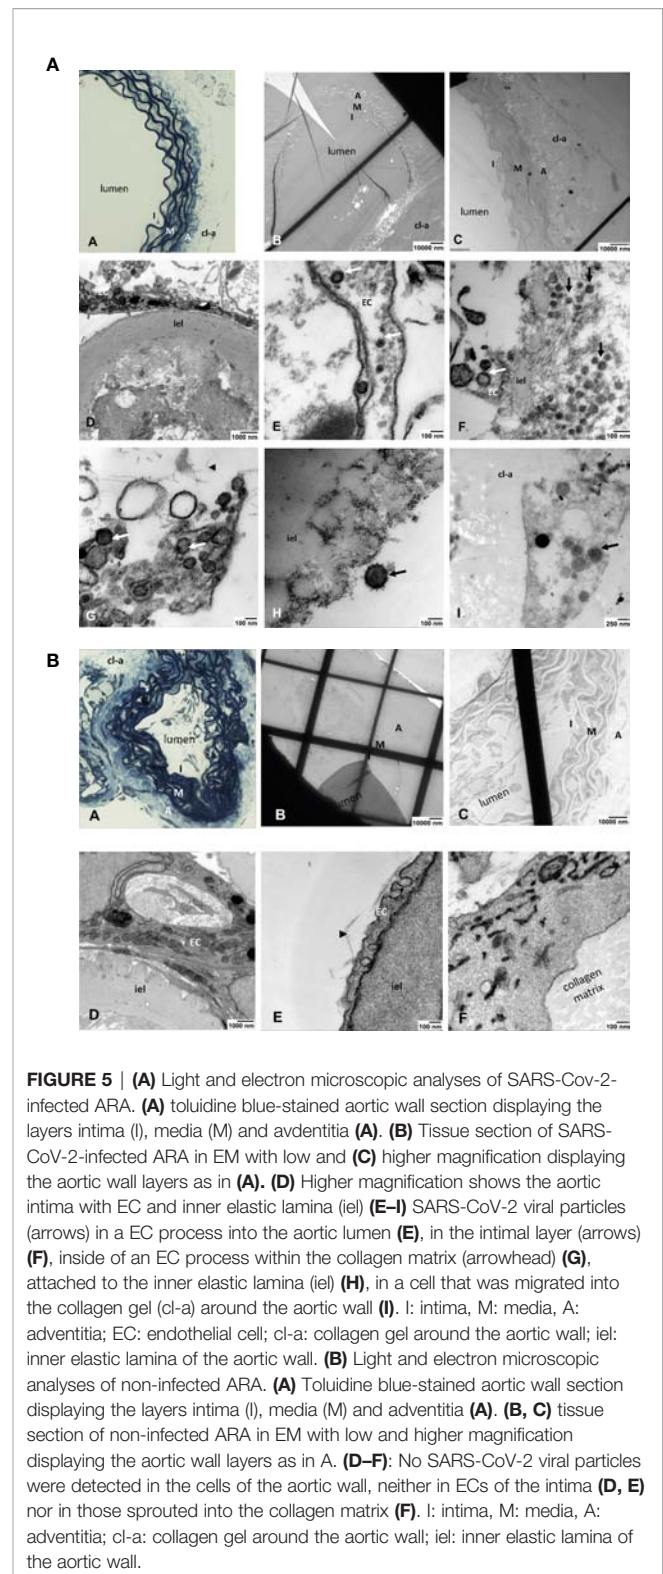 A
lumen
I
M
A
cl-a
A
A
M
I
lumen
cl-a
B
10000 nm
cl-a
I
M
A
lumen
C
10000 nm
iel
D
1000 nm
EC
E
100 nm
iel
EC
F
100 nm
G
100 nm
iel
H
100 nm
cl-a
I
250 nm
B
cl-a
lumen
I
M
A
A
A
M
lumen
B
10000 nm
I
M
A
lumen
C
10000 nm
EC
iel
D
1000 nm
EC
iel
E
100 nm
collagen
matrix
F
100 nm
FIGURE 5 | (A) Light and electron microscopic analyses of SARS-Cov-2-
infected ARA. (A) toluidine blue-stained aortic wall section displaying the
layers intima (I), media (M) and avdentitia (A). (B) Tissue section of SARS-
CoV-2-infected ARA in EM with low and (C) higher magnification displaying
the aortic wall layers as in (A). (D) Higher magnification shows the aortic
intima with EC and inner elastic lamina (iel) (E–I) SARS-CoV-2 viral particles
(arrows) in a EC process into the aortic lumen (E), in the intimal layer (arrows)
(F), inside of an EC process within the collagen matrix (arrowhead) (G),
attached to the inner elastic lamina (iel) (H), in a cell that was migrated into
the collagen gel (cl-a) around the aortic wall (I). I: intima, M: media, A:
adventitia; EC: endothelial cell; cl-a: collagen gel around the aortic wall; iel:
inner elastic lamina of the aortic wall. (B) Light and electron microscopic
analyses of non-infected ARA. (A) Toluidine blue-stained aortic wall section
displaying the layers intima (I), media (M) and adventitia (A). (B, C) tissue
section of non-infected ARA in EM with low and higher magnification
displaying the aortic wall layers as in A. (D–F): No SARS-CoV-2 viral particles
were detected in the cells of the aortic wall, neither in ECs of the intima (D, E)
nor in those sprouted into the collagen matrix (F). I: intima, M: media, A:
adventitia; cl-a: collagen gel around the aortic wall; iel: inner elastic lamina of
the aortic wall.